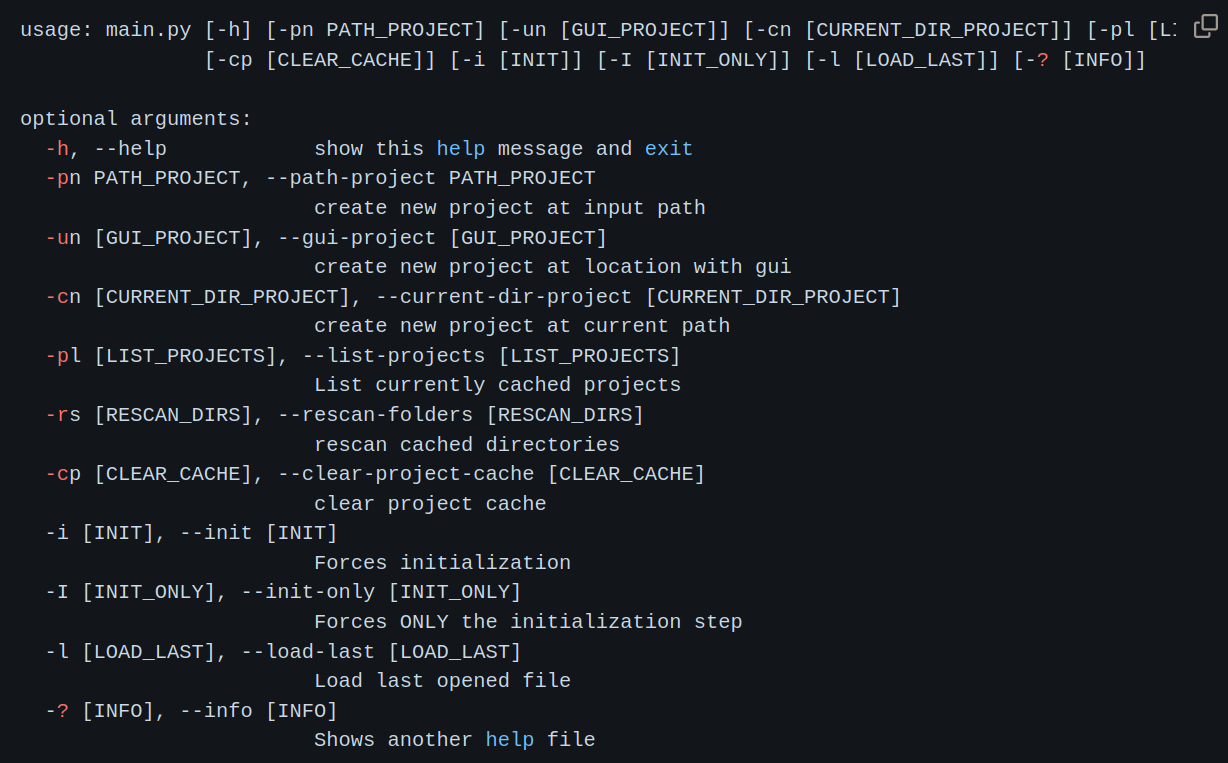 usage: main.py [-h] [-pn PATH_PROJECT] [-un [GUI_PROJECT]] [-cn [CURRENT_DIR_PROJECT]] [-pl
[-cp [CLEAR_CACHE]] [-i [INIT]] [-I [INIT_ONLY]] [-l [LOAD_LAST]] [-? [INFO]]
optional arguments:
-h, --help show this help message and exit
-pn PATH_PROJECT, --path-project PATH_PROJECT
create new project at input path
-un [GUI_PROJECT], --gui-project [GUI_PROJECT]
create new project at location with gui
-cn [CURRENT_DIR_PROJECT], --current-dir-project [CURRENT_DIR_PROJECT]
create new project at current path
-pl [LIST_PROJECTS], --list-projects [LIST_PROJECTS]
List currently cached projects
-rs [RESCAN_DIRS], --rescan-folders [RESCAN_DIRS]
rescan cached directories
-cp [CLEAR_CACHE], --clear-project-cache [CLEAR_CACHE]
clear project cache
-i [INIT], --init [INIT]
Forces initialization
-I [INIT_ONLY], --init-only [INIT_ONLY]
Forces ONLY the initialization step
-l [LOAD_LAST], --load-last [LOAD_LAST]
Load last opened file
-? [INFO], --info [INFO]
Shows another help file